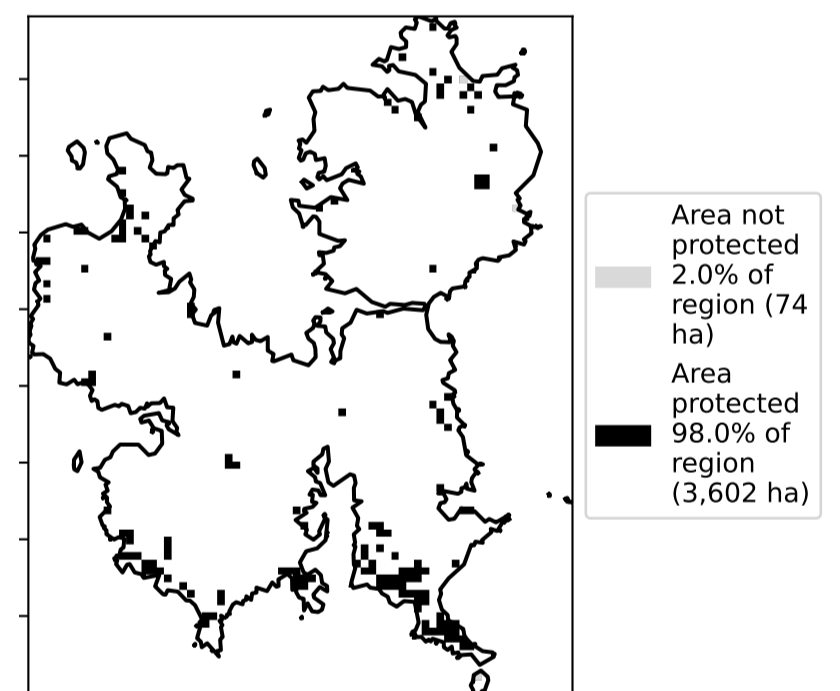 Area not
protected
2.0% of
region (74
ha)
Area
protected
98.0% of
region
(3,602 ha)